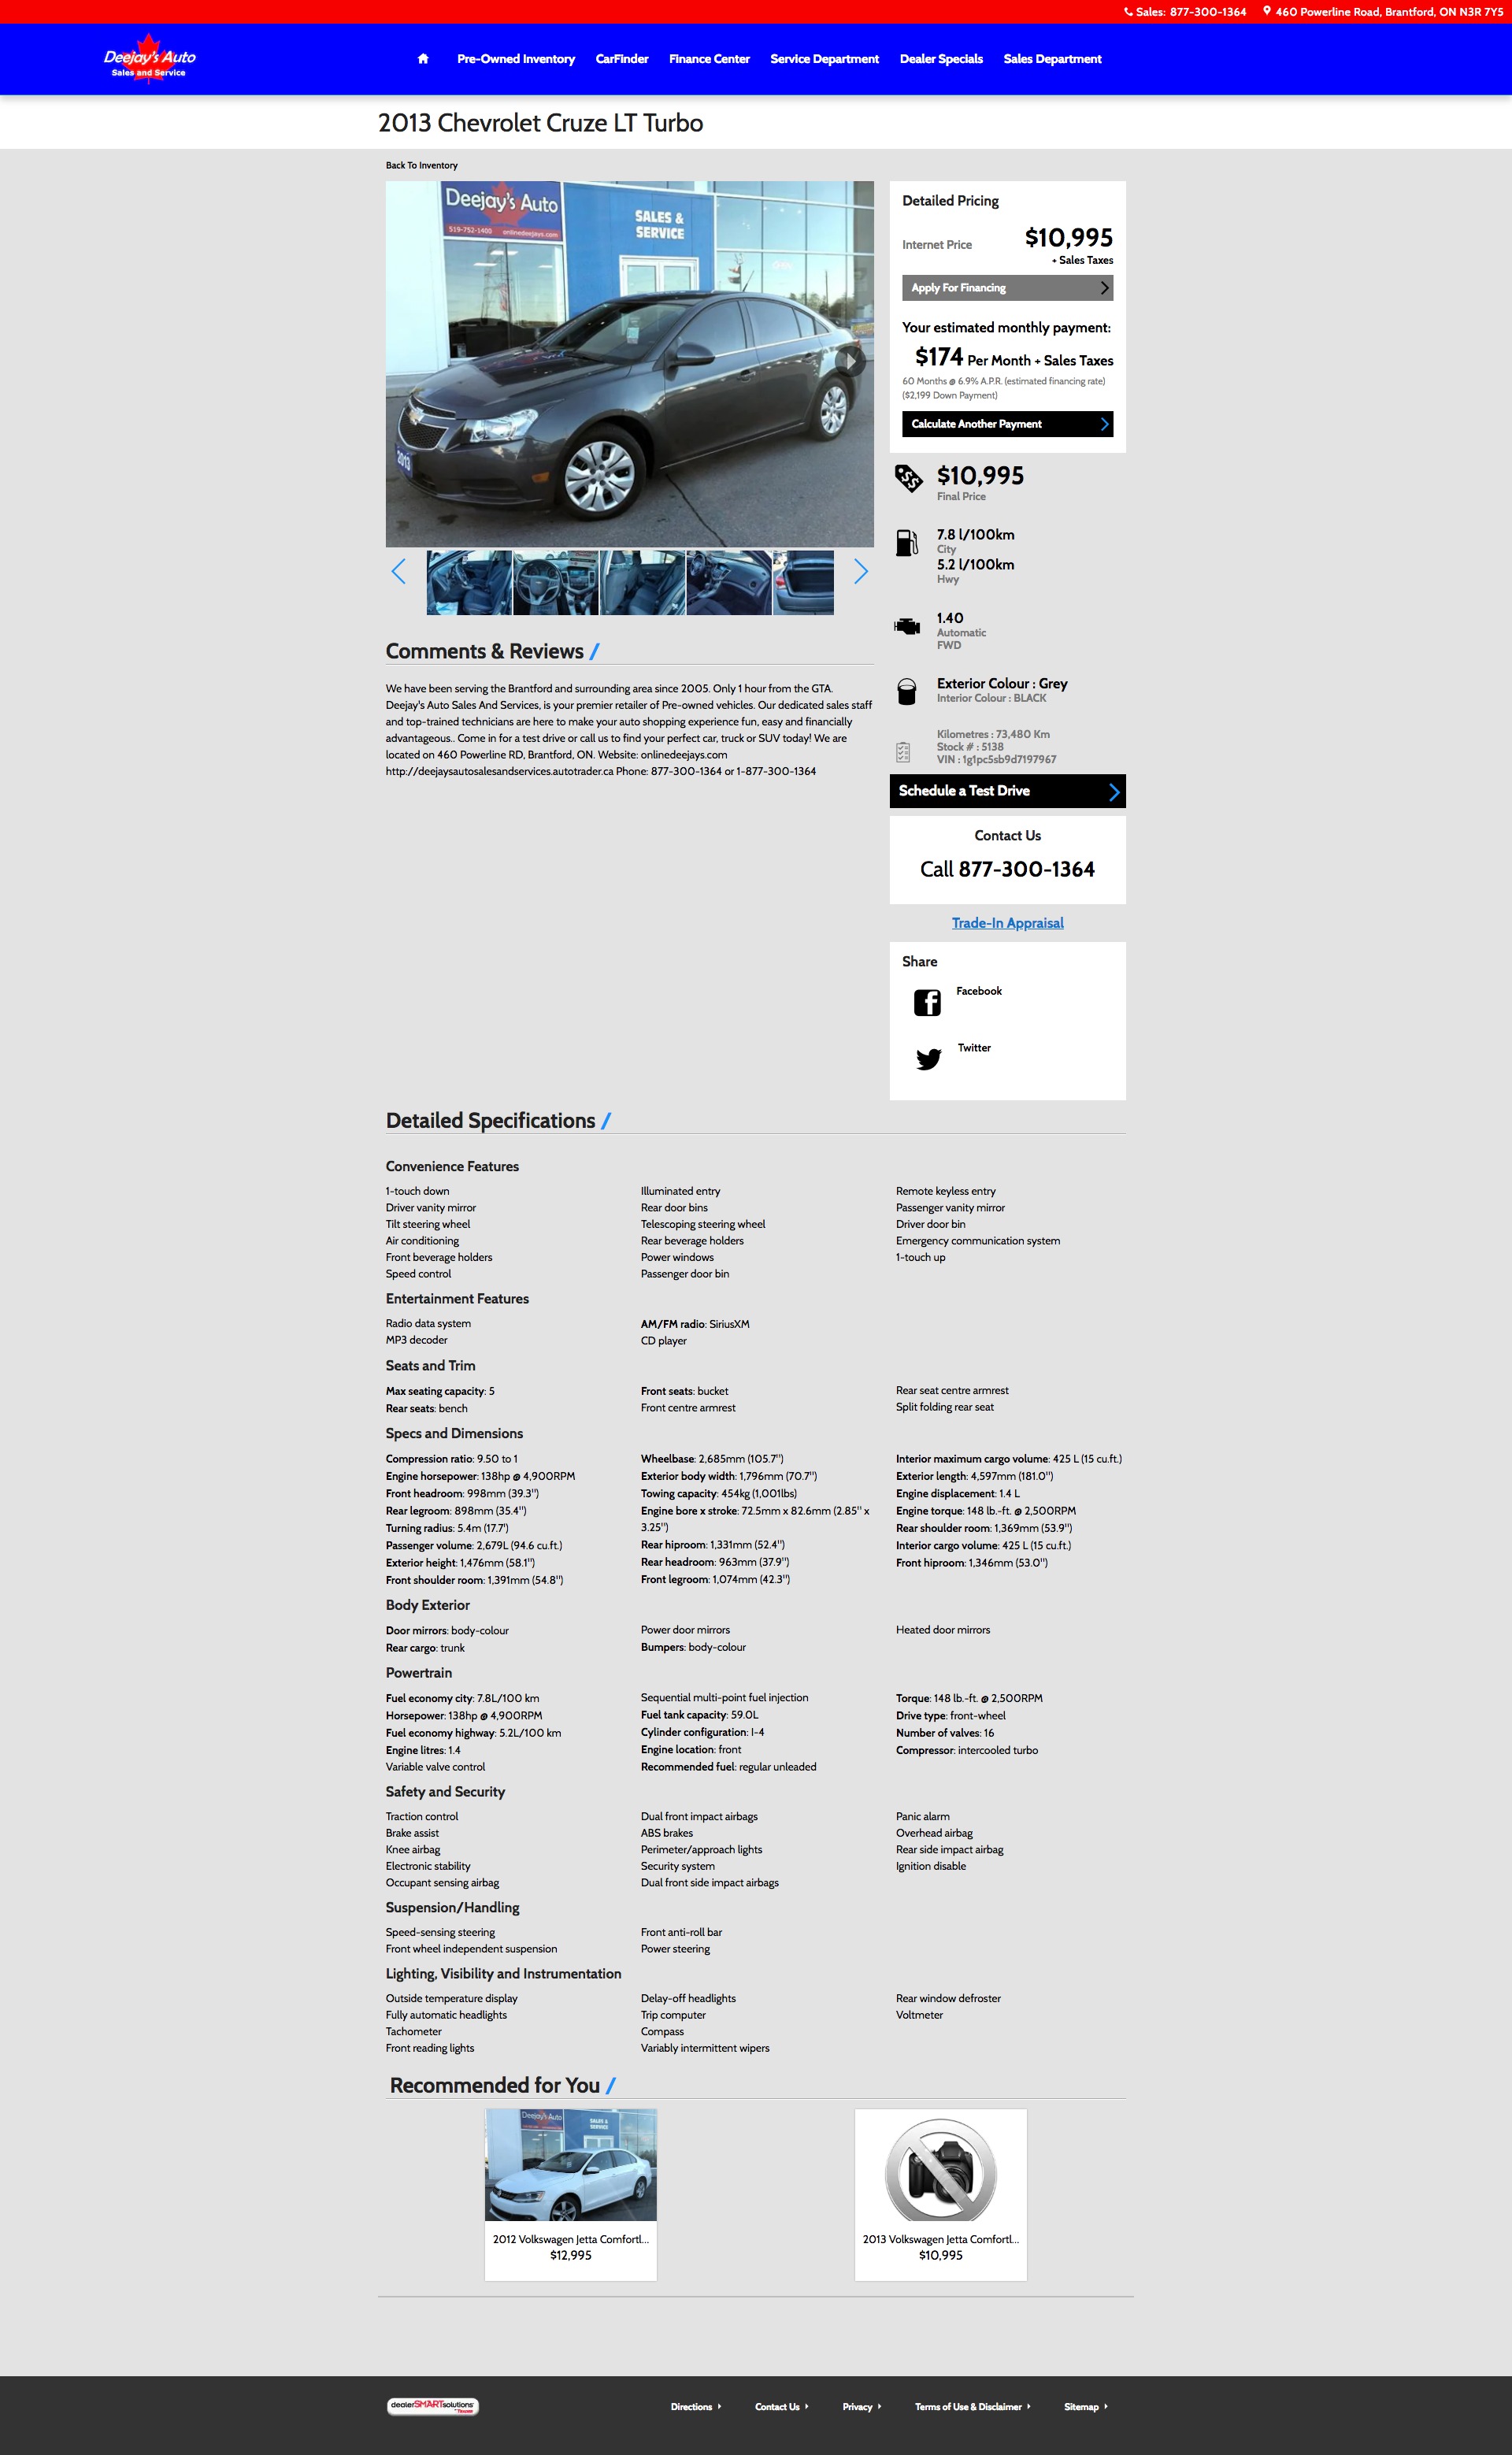 Sales: 877-300-1364 460 Powerline Road, Brantford, ON N3R 7Y5
Deejay's Auto
Sales and Service
Pre-Owned Inventory CarFinder Finance Center Service Department Dealer Specials Sales Department
2013 Chevrolet Cruze LT Turbo
Back To Inventory
Deejay's Auto
519-752-1400 onlinedeejays.com
SALES &
SERVICE
2013
Detailed Pricing
Internet Price $10,995
+ Sales Taxes
Apply For Financing
Your estimated monthly payment:
$174 Per Month + Sales Taxes
60 Months @ 6.9% A.P.R. (estimated financing rate)
($2,199 Down Payment)
Calculate Another Payment
$10,995
Final Price
7.8 l/100km
City
5.2 l/100km
Hwy
1.40
Automatic
FWD
Exterior Colour : Grey
Interior Colour : BLACK
Kilometres : 73,480 Km
Stock # : 5138
VIN : 1g1pc5sb9d7197967
Schedule a Test Drive
Contact Us
Call 877-300-1364
Trade-In Appraisal
Share
Facebook
Twitter
Comments & Reviews /
We have been serving the Brantford and surrounding area since 2005. Only 1 hour from the GTA.
Deejay's Auto Sales And Services, is your premier retailer of Pre-owned vehicles. Our dedicated sales staff
and top-trained technicians are here to make your auto shopping experience fun, easy and financially
advantageous.. Come in for a test drive or call us to find your perfect car, truck or SUV today! We are
located on 460 Powerline RD, Brantford, ON. Website: onlinedeejays.com
http://deejaysautosalesandservices.autotrader.ca Phone: 877-300-1364 or 1-877-300-1364
Detailed Specifications /
Convenience Features
1-touch down Illuminated entry Remote keyless entry
Driver vanity mirror Rear door bins Passenger vanity mirror
Tilt steering wheel Telescoping steering wheel Driver door bin
Air conditioning Rear beverage holders Emergency communication system
Front beverage holders Power windows 1-touch up
Speed control Passenger door bin
Entertainment Features
Radio data system AM/FM radio: SiriusXM
MP3 decoder CD player
Seats and Trim
Max seating capacity: 5 Front seats: bucket Rear seat centre armrest
Rear seats: bench Front centre armrest Split folding rear seat
Specs and Dimensions
Compression ratio: 9.50 to 1 Wheelbase: 2,685mm (105.7") Interior maximum cargo volume: 425 L (15 cu.ft.)
Engine horsepower: 138hp @ 4,900RPM Exterior body width: 1,796mm (70.7") Exterior length: 4,597mm (181.0")
Front headroom: 998mm (39.3") Towing capacity: 454kg (1,001lbs) Engine displacement: 1.4 L
Rear legroom: 898mm (35.4") Engine bore x stroke: 72.5mm x 82.6mm (2.85" x Engine torque: 148 lb.-ft. @ 2,500RPM
Turning radius: 5.4m (17.7') 3.25") Rear shoulder room: 1,369mm (53.9")
Passenger volume: 2,679L (94.6 cu.ft.) Rear hiproom: 1,331mm (52.4") Interior cargo volume: 425 L (15 cu.ft.)
Exterior height: 1,476mm (58.1") Rear headroom: 963mm (37.9") Front hiproom: 1,346mm (53.0")
Front shoulder room: 1,391mm (54.8") Front legroom: 1,074mm (42.3")
Body Exterior
Door mirrors: body-colour Power door mirrors Heated door mirrors
Rear cargo: trunk Bumpers: body-colour
Powertrain
Fuel economy city: 7.8L/100 km Sequential multi-point fuel injection Torque: 148 lb.-ft. @ 2,500RPM
Horsepower: 138hp @ 4,900RPM Fuel tank capacity: 59.0L Drive type: front-wheel
Fuel economy highway: 5.2L/100 km Cylinder configuration: I-4 Number of valves: 16
Engine litres: 1.4 Engine location: front Compressor: intercooled turbo
Variable valve control Recommended fuel: regular unleaded
Safety and Security
Traction control Dual front impact airbags Panic alarm
Brake assist ABS brakes Overhead airbag
Knee airbag Perimeter/approach lights Rear side impact airbag
Electronic stability Security system Ignition disable
Occupant sensing airbag Dual front side impact airbags
Suspension/Handling
Speed-sensing steering Front anti-roll bar
Front wheel independent suspension Power steering
Lighting, Visibility and Instrumentation
Outside temperature display Delay-off headlights Rear window defroster
Fully automatic headlights Trip computer Voltmeter
Tachometer Compass
Front reading lights Variably intermittent wipers
Recommended for You /
Deejay's Auto SALES &
SERVICE
2012 Volkswagen Jetta Comfortl... 2013 Volkswagen Jetta Comfortl...
$12,995 $10,995
dealerSMARTsolutions
Directions Contact Us Privacy Terms of Use & Disclaimer Sitemap